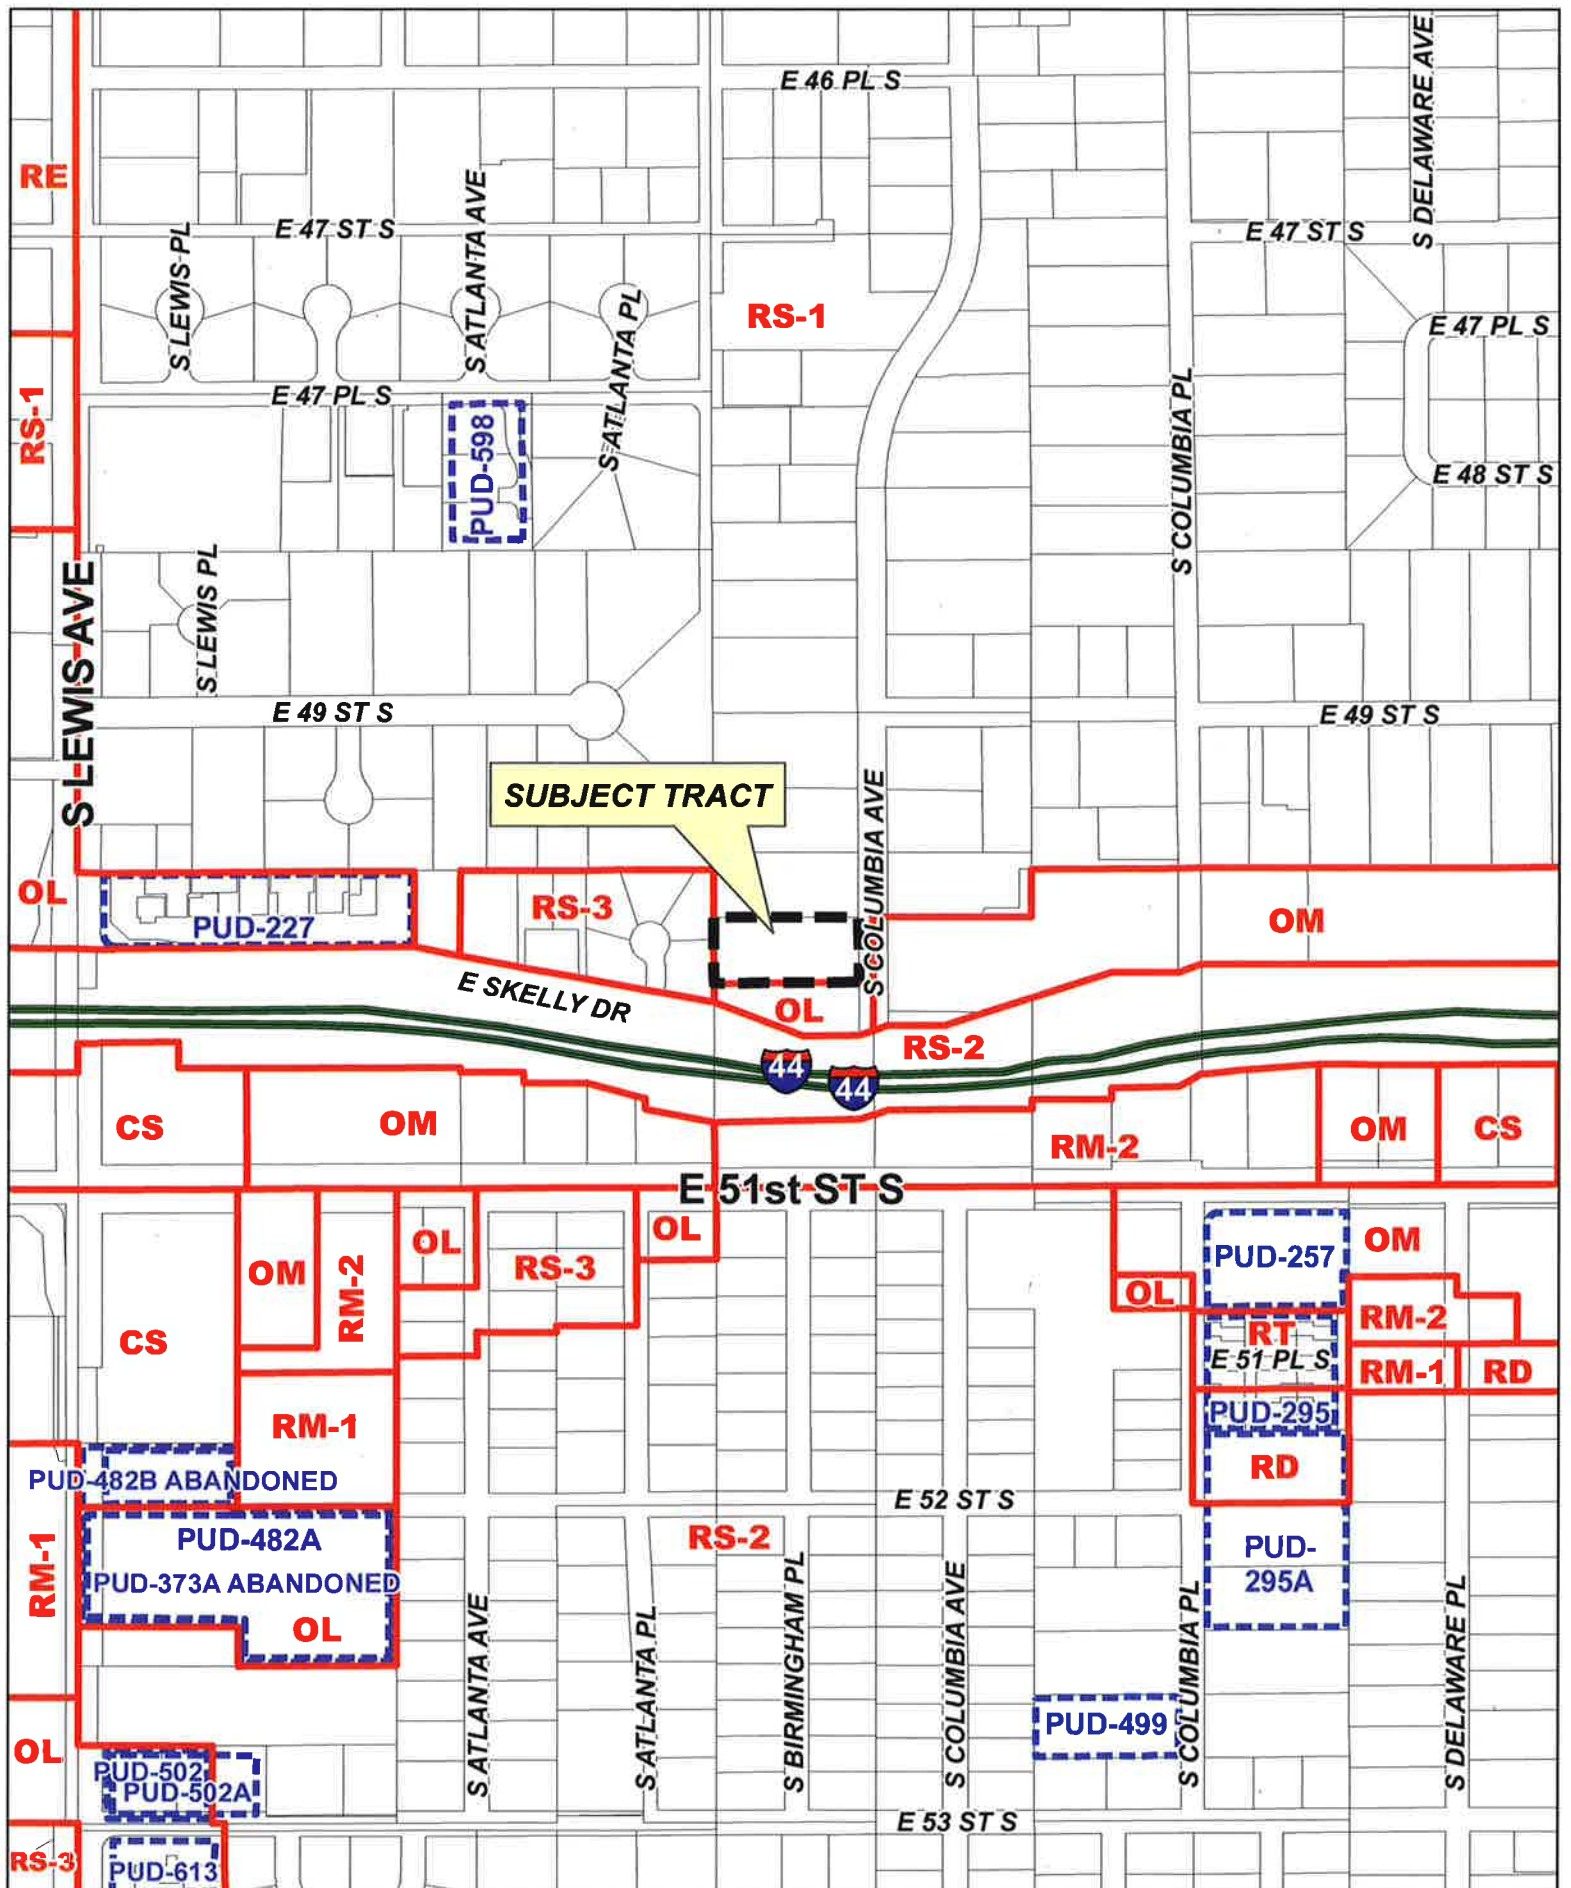 E 46 PL S
S DELAWARE AVE
RE
S ATLANTA AVE
E 47 ST S
E 47 ST S
S LEWIS PL
S ATLANTA PL
RS-1
E 47 PL S
RS-1
E 47 PL S
PUD-598
S COLUMBIA PL
E 48 ST S
S LEWIS AVE
S LEWIS PL
E 49 ST S
E 49 ST S
SUBJECT TRACT
S COLUMBIA AVE
OL
PUD-227
RS-3
OM
E SKELLY DR
OL
RS-2
44
44
CS
OM
RM-2
OM
CS
E 51st ST S
OL
OL
RS-3
OM
RM-2
PUD-257
OM
OL
RM-2
CS
RT
E 51 PL S
RM-1
RD
RM-1
PUD-295
RD
PUD-482B ABANDONED
E 52 ST S
RS-2
PUD-482A
PUD-373A ABANDONED
OL
RM-1
PUD-
295A
S ATLANTA AVE
S ATLANTA PL
S BIRMINGHAM PL
S COLUMBIA AVE
S COLUMBIA PL
S DELAWARE PL
PUD-499
OL
PUD-502
PUD-502A
E 53 ST S
RS-3
PUD-613